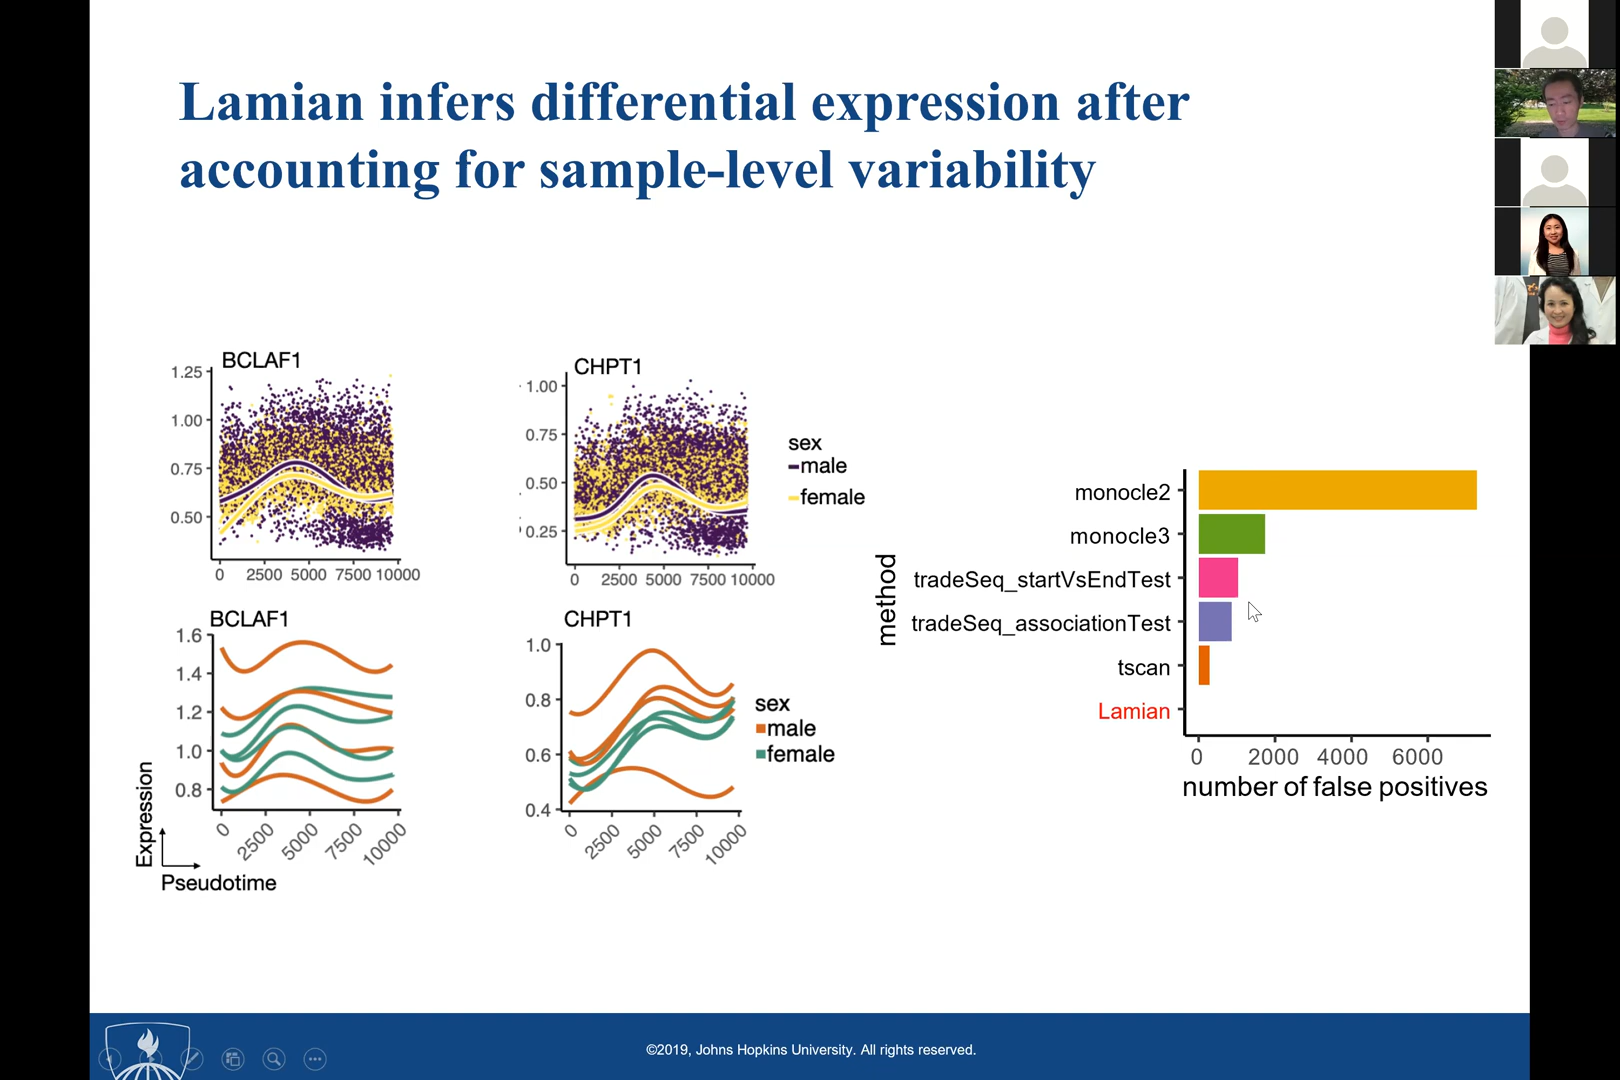 Lamian infers differential expression after
accounting for sample-level variability
BCLAF1
1.25
1.00
0.75
0.50
0
2500
5000
7500
10000
CHPT1
1.00
0.75
0.50
0.25
0
2500
5000
7500
10000
sex
male
female
BCLAF1
1.6
1.4
1.2
1.0
0.8
0
2500
5000
7500
10000
Expression
Pseudotime
CHPT1
1.0
0.8
0.6
0.4
0
2500
5000
7500
10000
sex
male
female
method
monocle2
monocle3
tradeSeq_startVsEndTest
tradeSeq_associationTest
tscan
Lamian
0
2000
4000
6000
number of false positives
©2019, Johns Hopkins University. All rights reserved.